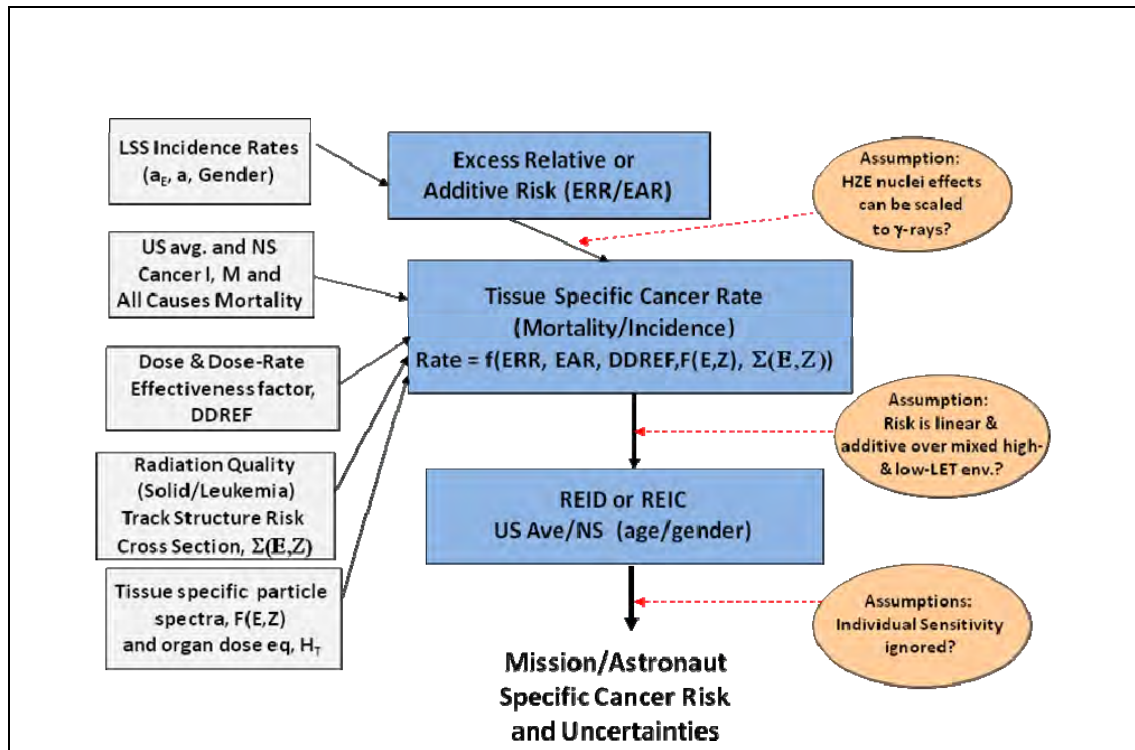 LSS Incidence Rates
(aE, a, Gender)
Excess Relative or
Additive Risk (ERR/EAR)
Assumption:
HZE nuclei effects
can be scaled
to γ-rays?
US avg. and NS
Cancer I, M and
All Causes Mortality
Tissue Specific Cancer Rate
(Mortality/Incidence)
Rate = f(ERR, EAR, DDREF,F(E,Z), Σ(E,Z))
Dose & Dose-Rate
Effectiveness factor,
DDREF
Assumption:
Risk is linear &
additive over mixed high-
& low-LET env.?
Radiation Quality
(Solid/Leukemia)
Track Structure Risk
Cross Section, Σ(E,Z)
REID or REIC
US Ave/NS (age/gender)
Tissue specific particle
spectra, F(E,Z)
and organ dose eq, HT
Assumptions:
Individual Sensitivity
ignored?
Mission/Astronaut
Specific Cancer Risk
and Uncertainties